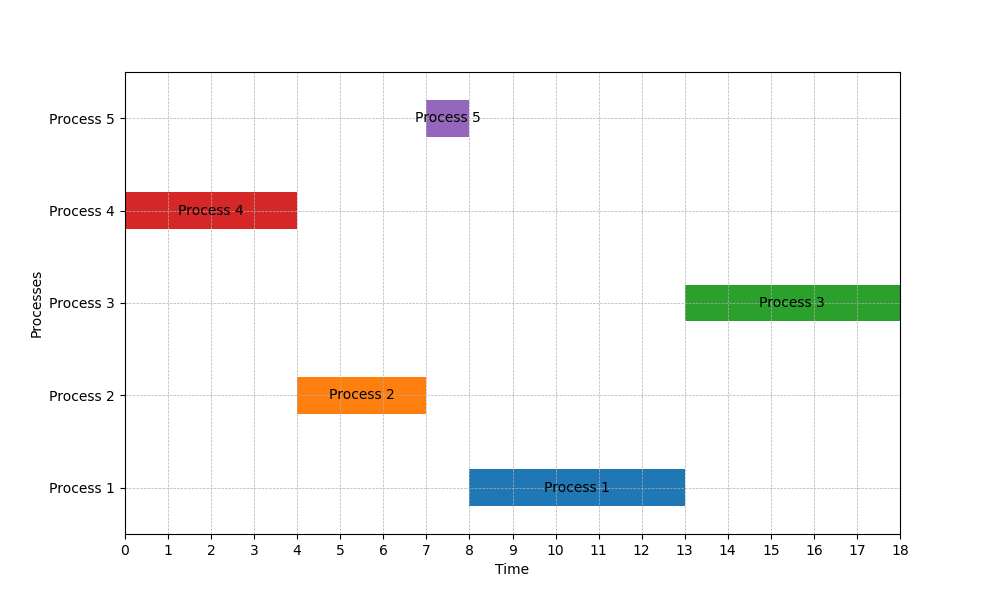 Process 5
Process 5
Process 4
Process 4
Process 3
Process 3
Process 2
Process 2
Process 1
Process 1
Processes
0 1 2 3 4 5 6 7 8 9 10 11 12 13 14 15 16 17 18
Time